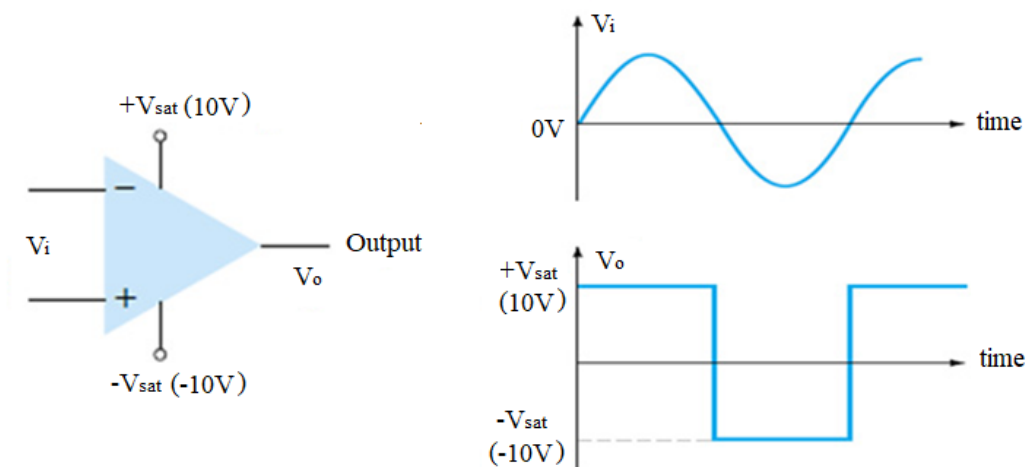 +Vsat (10V)
−
Vi
+
Output
Vo
-Vsat (-10V)
Vi
0V
time
+Vsat
(10V)
Vo
time
-Vsat
(-10V)